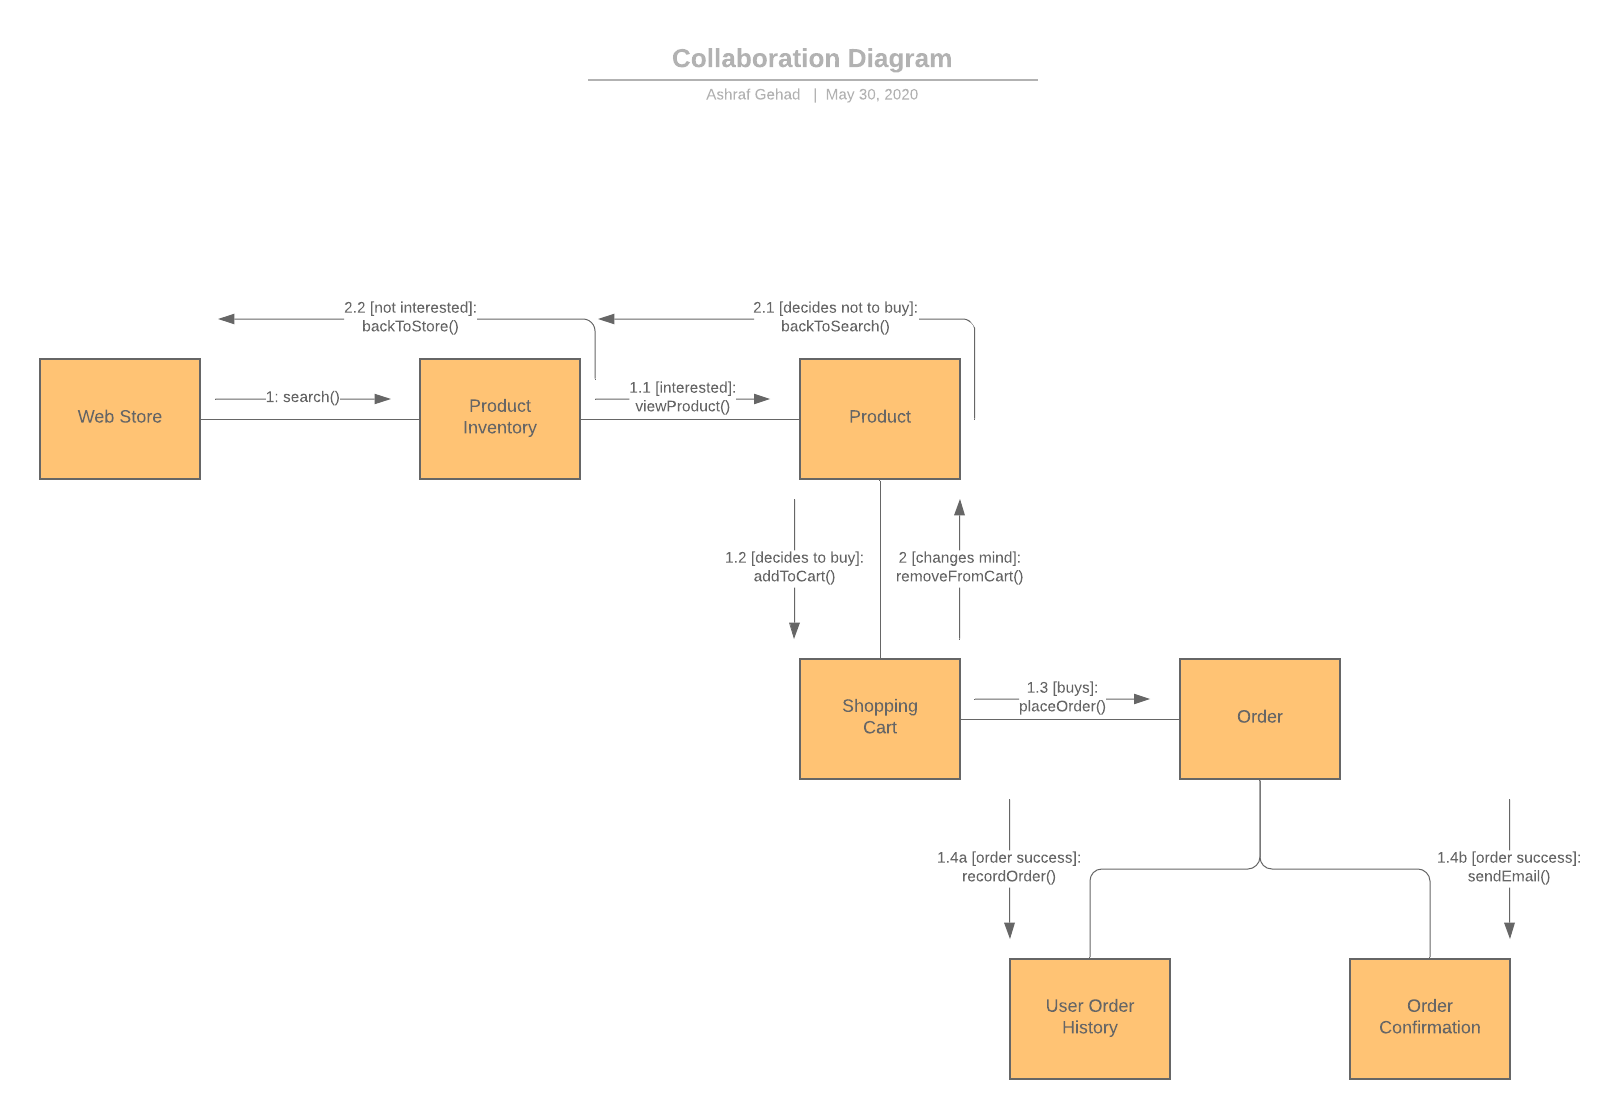 Collaboration Diagram
Ashraf Gehad | May 30, 2020
2.2 [not interested]:
backToStore()
2.1 [decides not to buy]:
backToSearch()
Web Store
1: search()
Product
Inventory
1.1 [interested]:
viewProduct()
Product
1.2 [decides to buy]:
addToCart()
2 [changes mind]:
removeFromCart()
Shopping
Cart
1.3 [buys]:
placeOrder()
Order
1.4a [order success]:
recordOrder()
1.4b [order success]:
sendEmail()
User Order
History
Order
Confirmation